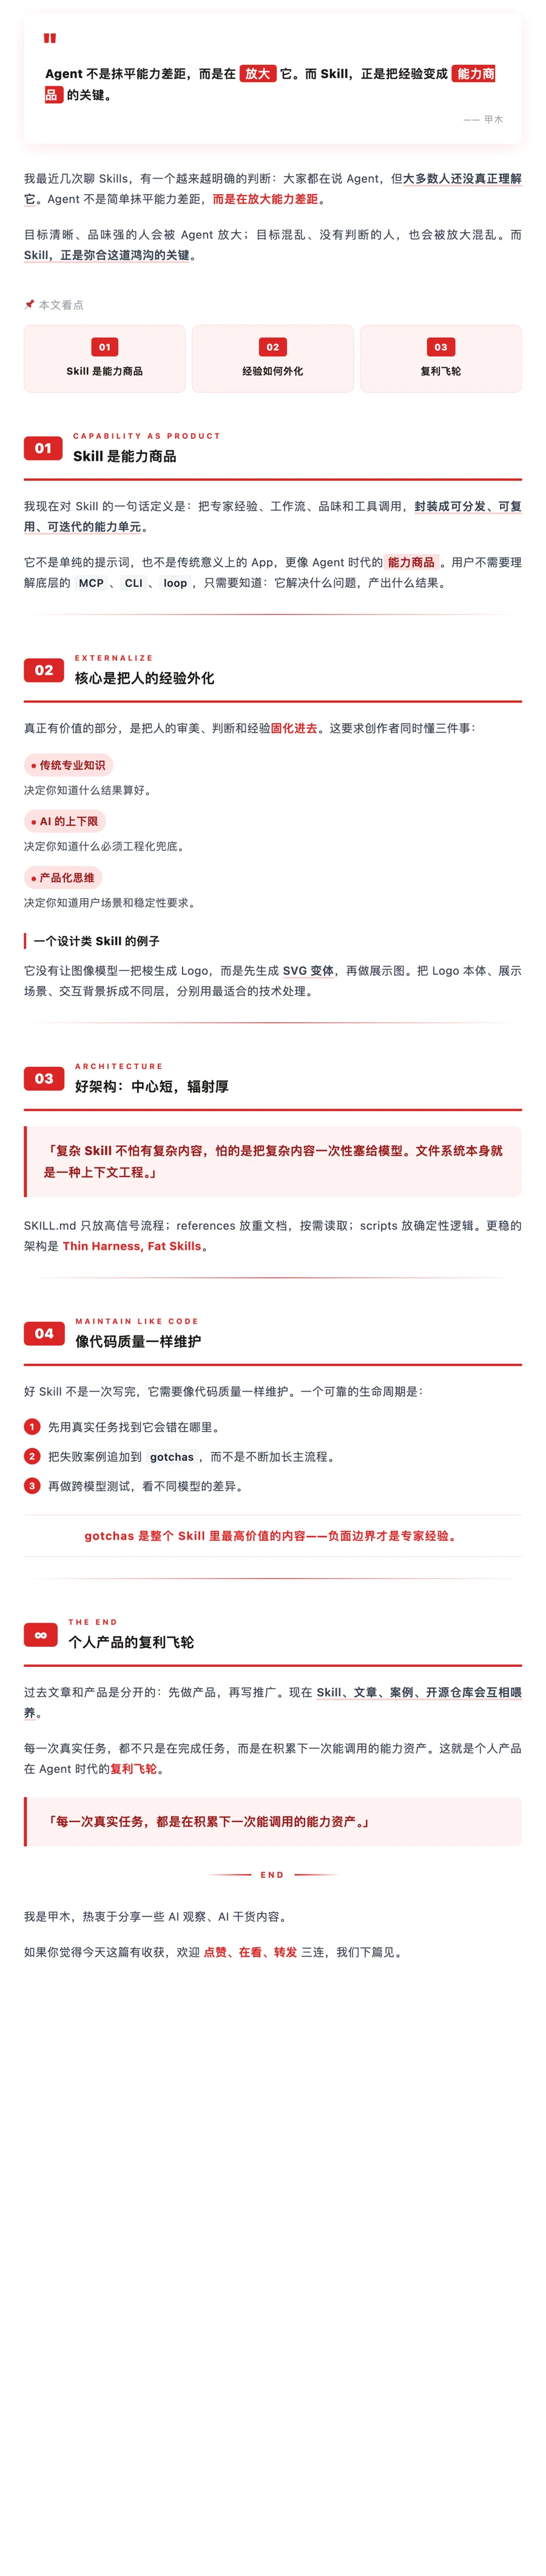 "
Agent 不是抹平能力差距，而是在 放大 它。而 Skill，正是把经验变成 能力商
品 的关键。
—— 甲木
我最近几次聊 Skills，有一个越来越明确的判断：大家都在说 Agent，但大多数人还没真正理解
它。Agent 不是简单抹平能力差距，而是在放大能力差距。
目标清晰、品味强的人会被 Agent 放大；目标混乱、没有判断的人，也会被放大混乱。而
Skill，正是弥合这道鸿沟的关键。
📌 本文看点
01
Skill 是能力商品
02
经验如何外化
03
复利飞轮
01
CAPABILITY AS PRODUCT
Skill 是能力商品
我现在对 Skill 的一句话定义是：把专家经验、工作流、品味和工具调用，封装成可分发、可复
用、可迭代的能力单元。
它不是单纯的提示词，也不是传统意义上的 App，更像 Agent 时代的 能力商品 。用户不需要理
解底层的 MCP 、 CLI 、 loop ，只需要知道：它解决什么问题，产出什么结果。
02
EXTERNALIZE
核心是把人的经验外化
真正有价值的部分，是把人的审美、判断和经验固化进去。这要求创作者同时懂三件事：
● 传统专业知识
决定你知道什么结果算好。
● AI 的上下限
决定你知道什么必须工程化兜底。
● 产品化思维
决定你知道用户场景和稳定性要求。
一个设计类 Skill 的例子
它没有让图像模型一把梭生成 Logo，而是先生成 SVG 变体，再做展示图。把 Logo 本体、展示
场景、交互背景拆成不同层，分别用最适合的技术处理。
03
ARCHITECTURE
好架构：中心短，辐射厚
「复杂 Skill 不怕有复杂内容，怕的是把复杂内容一次性塞给模型。文件系统本身就
是一种上下文工程。」
SKILL.md 只放高信号流程；references 放重文档，按需读取；scripts 放确定性逻辑。更稳的
架构是 Thin Harness, Fat Skills。
04
MAINTAIN LIKE CODE
像代码质量一样维护
好 Skill 不是一次写完，它需要像代码质量一样维护。一个可靠的生命周期是：
1 先用真实任务找到它会错在哪里。
2 把失败案例追加到 gotchas ，而不是不断加长主流程。
3 再做跨模型测试，看不同模型的差异。
gotchas 是整个 Skill 里最高价值的内容——负面边界才是专家经验。
∞
THE END
个人产品的复利飞轮
过去文章和产品是分开的：先做产品，再写推广。现在 Skill、文章、案例、开源仓库会互相喂
养。
每一次真实任务，都不只是在完成任务，而是在积累下一次能调用的能力资产。这就是个人产品
在 Agent 时代的复利飞轮。
「每一次真实任务，都是在积累下一次能调用的能力资产。」
END
我是甲木，热衷于分享一些 AI 观察、AI 干货内容。
如果你觉得今天这篇有收获，欢迎 点赞、在看、转发 三连，我们下篇见。